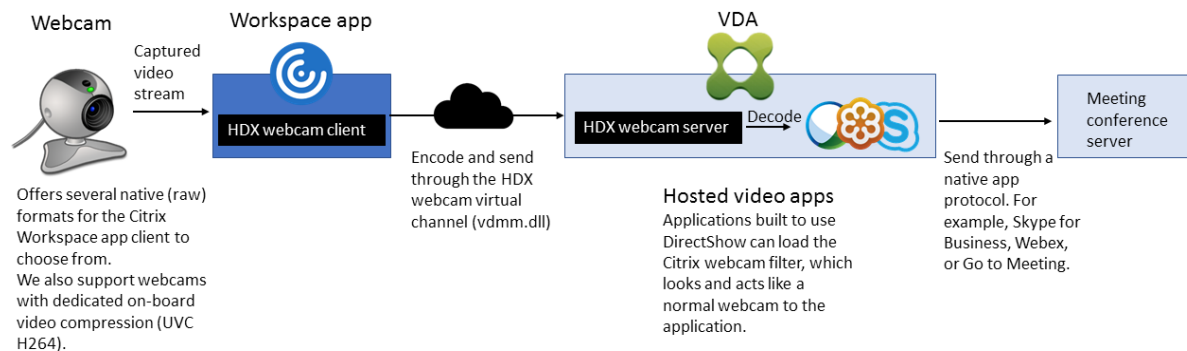 Webcam
Workspace app
VDA
Captured
video
stream
HDX webcam client
HDX webcam server
Decode
S
Meeting
conference
server
Offers several native (raw)
formats for the Citrix
Workspace app client to
choose from.
We also support webcams
with dedicated on-board
video compression (UVC
H264).
Encode and send
through the HDX
webcam virtual
channel (vdmm.dll)
Hosted video apps
Applications built to use
DirectShow can load the
Citrix webcam filter, which
looks and acts like a
normal webcam to the
application.
Send through a
native app
protocol. For
example, Skype for
Business, Webex,
or Go to Meeting.